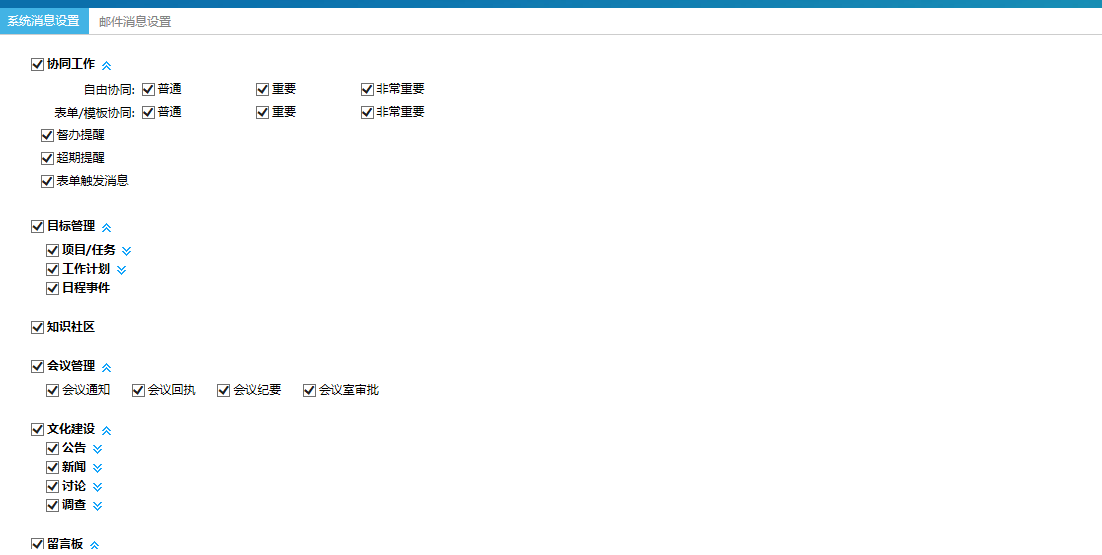 系统消息设置 邮件消息设置
协同工作
自由协同: 普通 重要 非常重要
表单/模板协同: 普通 重要 非常重要
督办提醒
超期提醒
表单触发消息
目标管理
项目/任务
工作计划
日程事件
知识社区
会议管理
会议通知 会议回执 会议纪要 会议室审批
文化建设
公告
新闻
讨论
调查
留言板